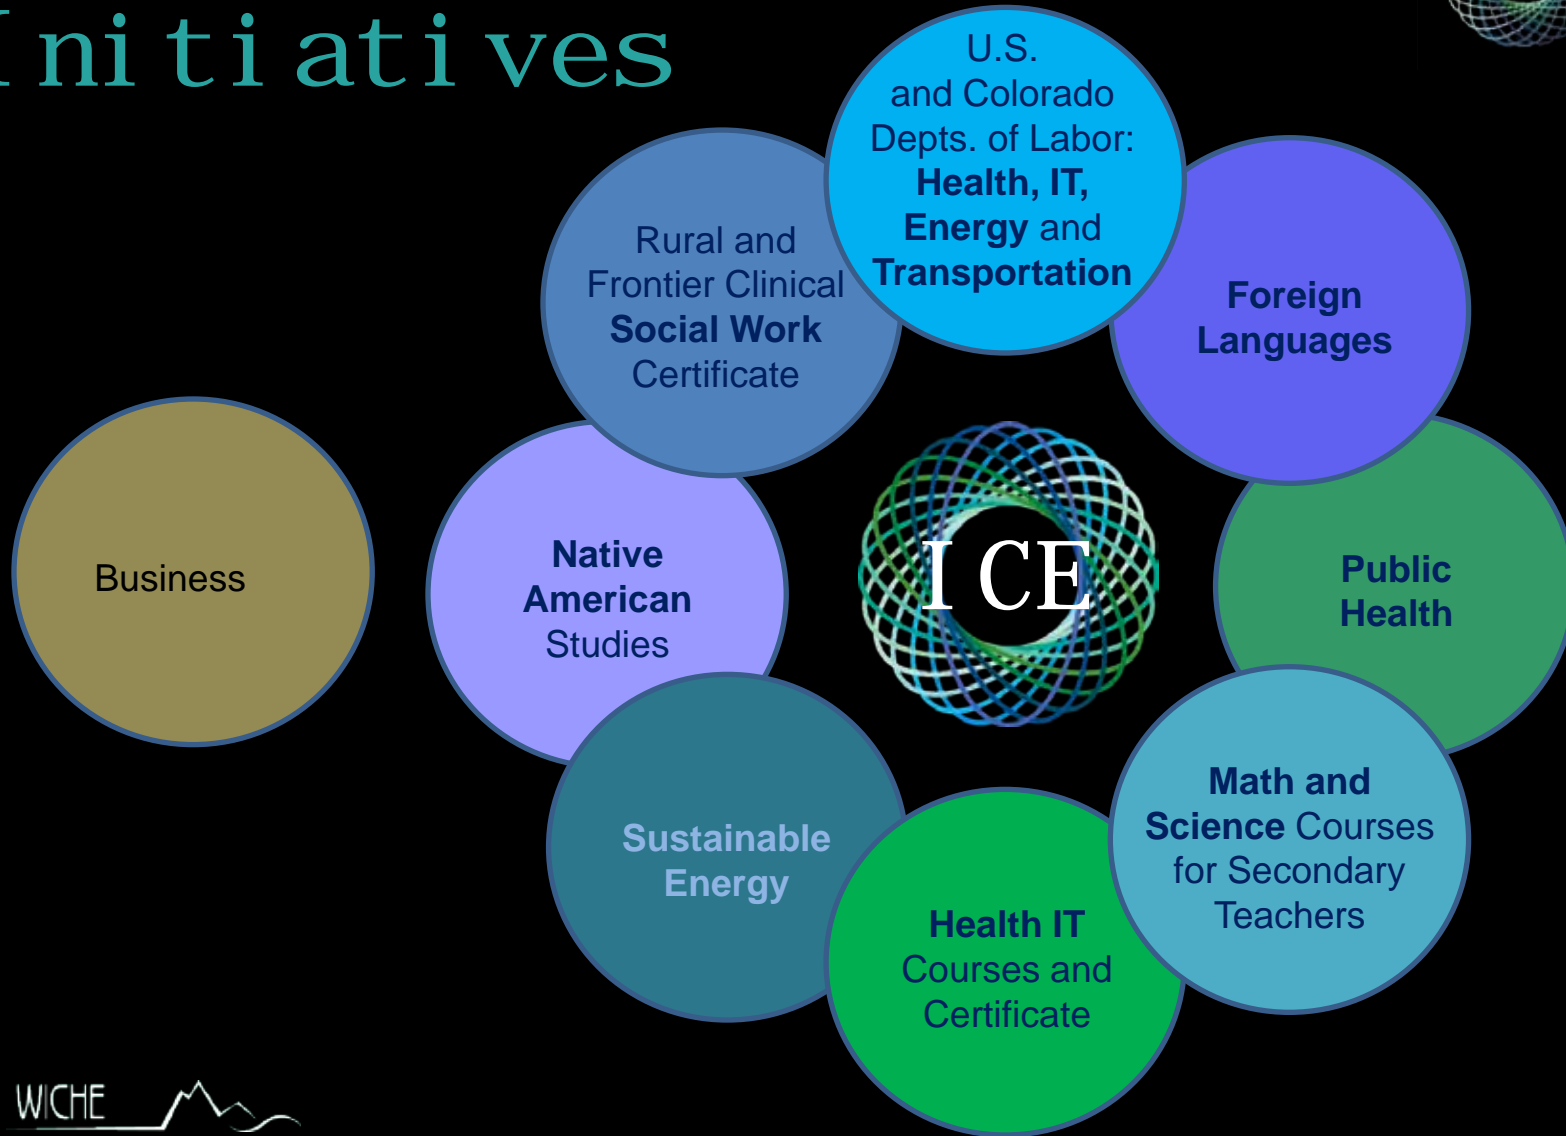 Initiatives
U.S.
and Colorado
Depts. of Labor:
Health, IT,
Energy and
Transportation
Rural and
Frontier Clinical
Social Work
Certificate
Foreign
Languages
Business
Native
American
Studies
ICE
Public
Health
Sustainable
Energy
Math and
Science Courses
for Secondary
Teachers
Health IT
Courses and
Certificate
WICHE